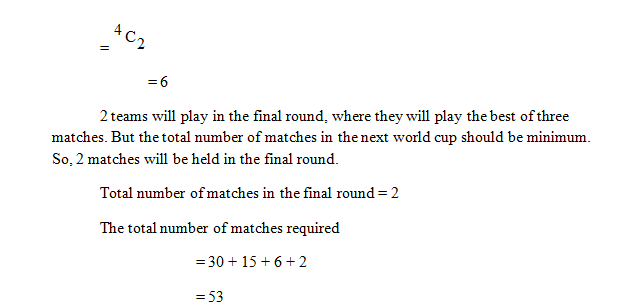 = ⁴C₂
= 6
2 teams will play in the final round, where they will play the best of three
matches. But the total number of matches in the next world cup should be minimum.
So, 2 matches will be held in the final round.
Total number of matches in the final round = 2
The total number of matches required
= 30 + 15 + 6 + 2
= 53